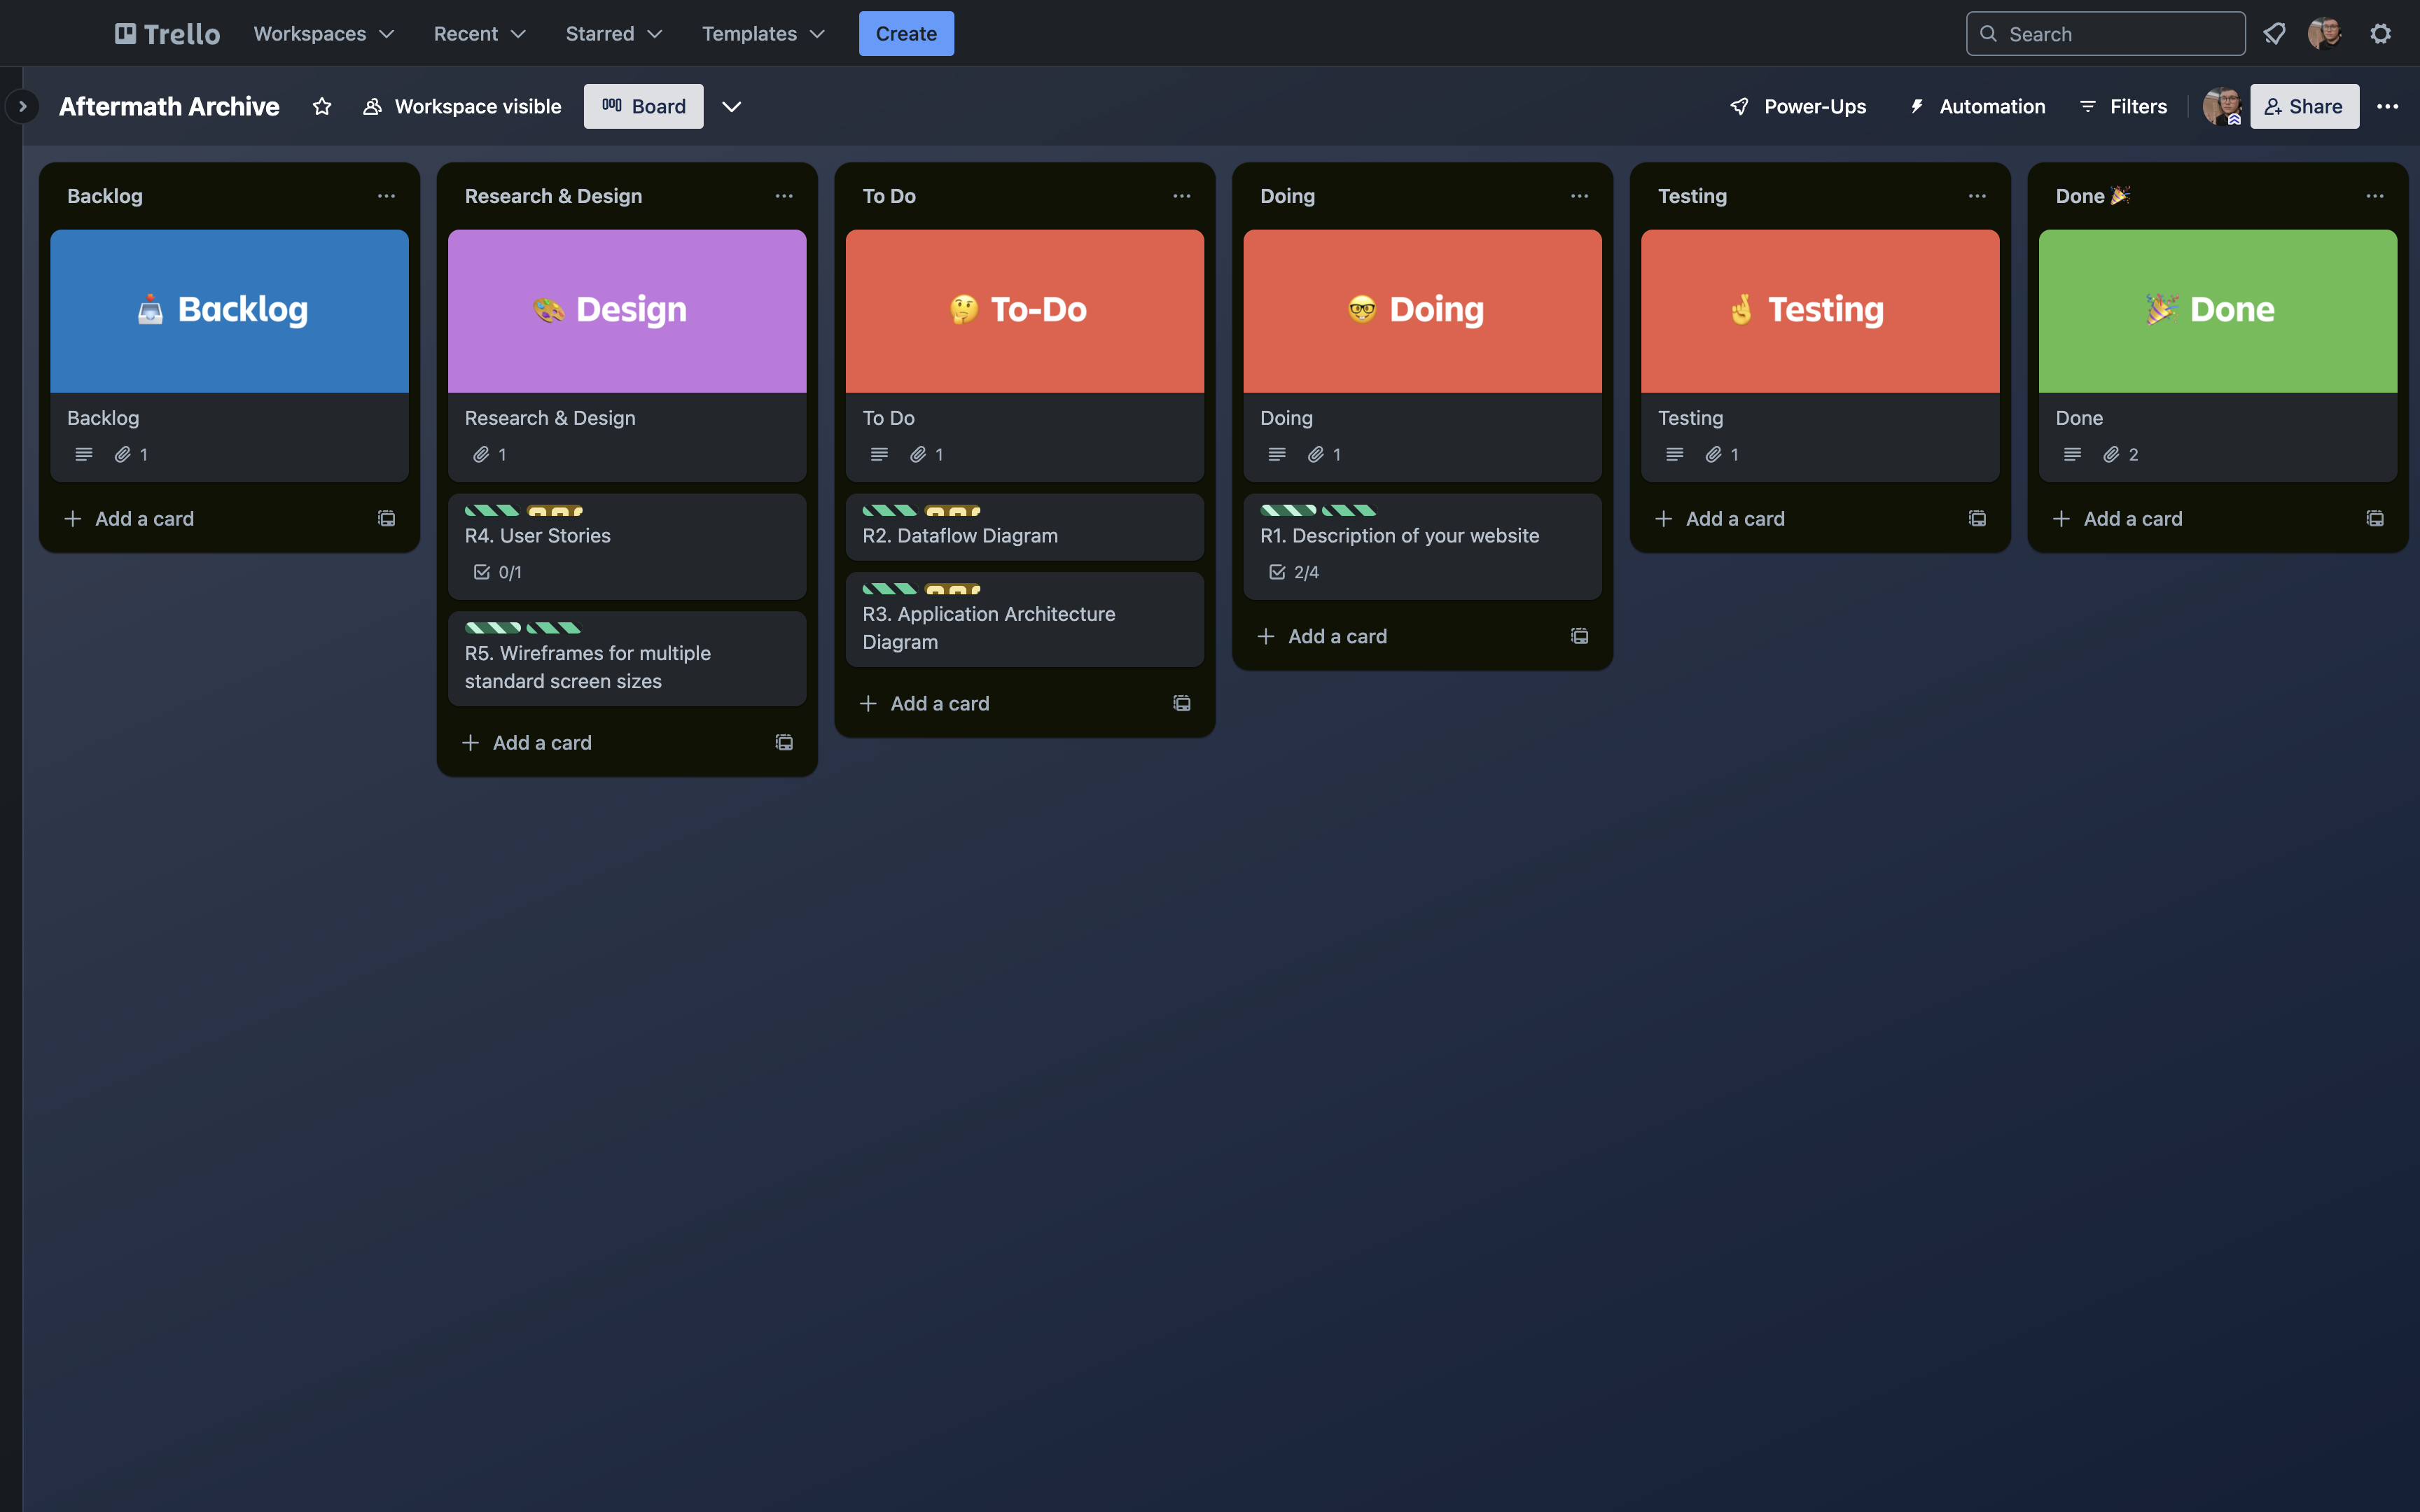 Trello
Workspaces
Recent
Starred
Templates
Create
Search
Aftermath Archive
Workspace visible
Board
Power-Ups
Automation
Filters
Share
Backlog
Backlog
Backlog
1
Add a card
Research & Design
Design
Research & Design
1
R4. User Stories
0/1
R5. Wireframes for multiple
standard screen sizes
Add a card
To Do
To-Do
To Do
1
R2. Dataflow Diagram
R3. Application Architecture
Diagram
Add a card
Doing
Doing
Doing
1
R1. Description of your website
2/4
Add a card
Testing
Testing
Testing
1
Add a card
Done 🎉
Done
Done
2
Add a card